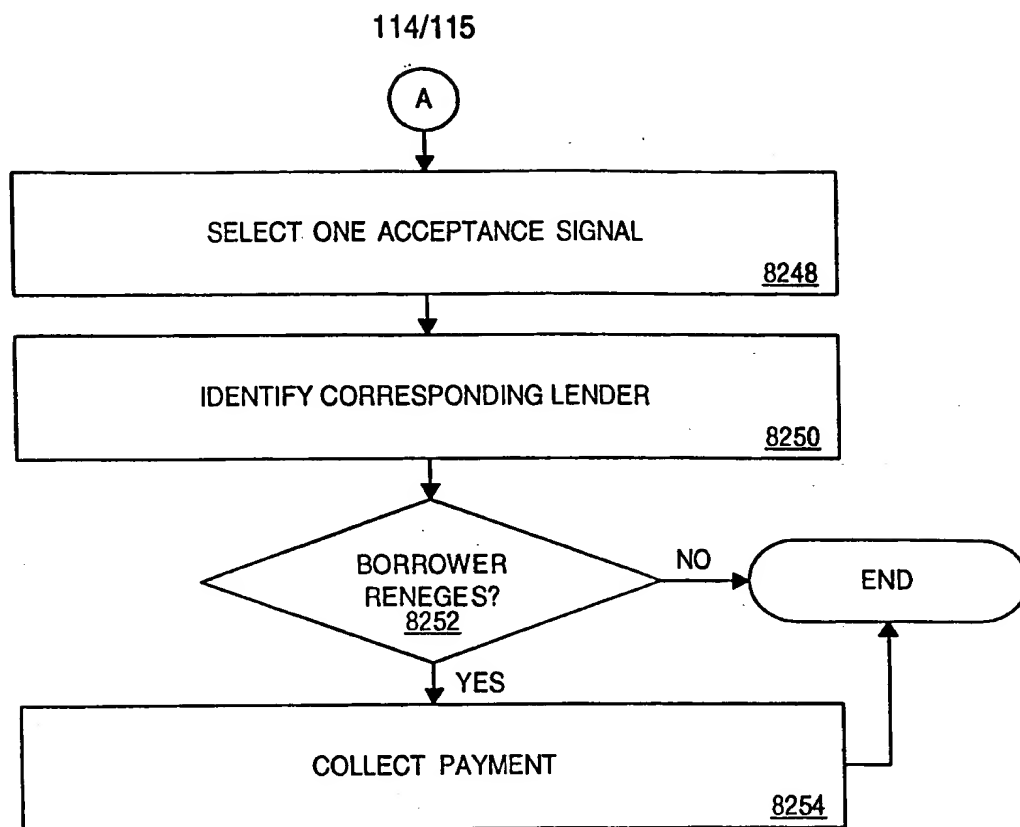 114/115
A
SELECT ONE ACCEPTANCE SIGNAL
8248
IDENTIFY CORRESPONDING LENDER
8250
BORROWER
RENEGES?
8252
NO
END
YES
COLLECT PAYMENT
8254